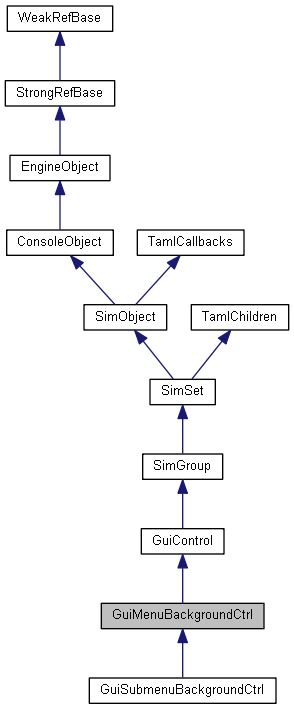 WeakRefBase
StrongRefBase
EngineObject
ConsoleObject
TamlCallbacks
SimObject
TamlChildren
SimSet
SimGroup
GuiControl
GuiMenuBackgroundCtrl
GuiSubmenuBackgroundCtrl